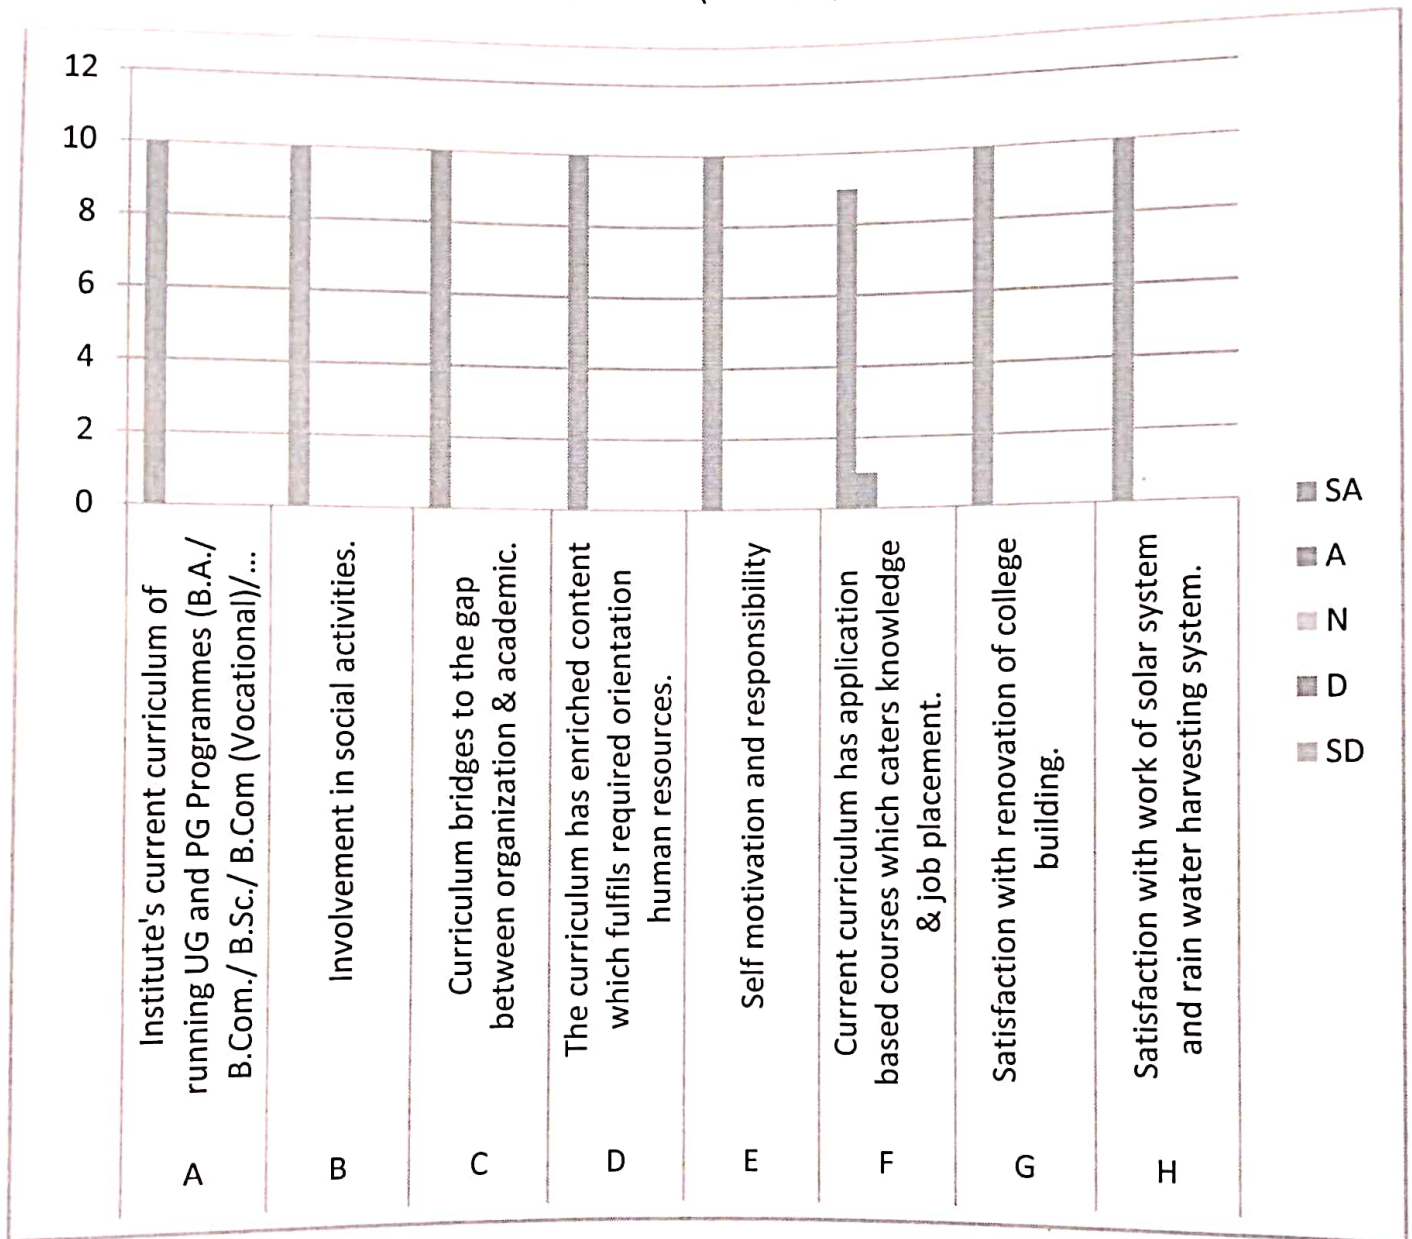 12
10
8
6
4
2
0
SA
A
N
D
SD
Institute's current curriculum of
running UG and PG Programmes (B.A./
B.Com./ B.Sc./ B.Com (Vocational)/...
Involvement in social activities.
Curriculum bridges to the gap
between organization & academic.
The curriculum has enriched content
which fulfils required orientation
human resources.
Self motivation and responsibility
Current curriculum has application
based courses which caters knowledge
& job placement.
Satisfaction with renovation of college
building.
Satisfaction with work of solar system
and rain water harvesting system.
A
B
C
D
E
F
G
H